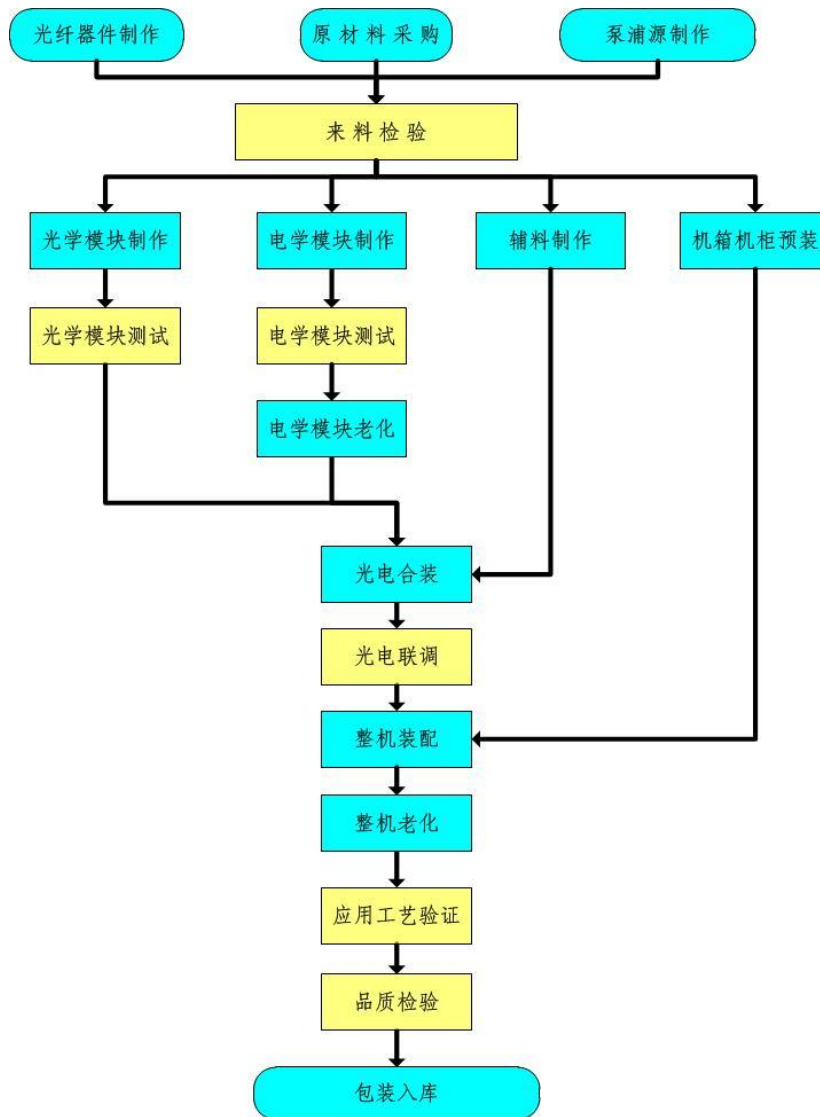 光纤器件制作
原材料采购
泵浦源制作
来料检验
光学模块制作
电学模块制作
辅料制作
机箱机柜预装
光学模块测试
电学模块测试
电学模块老化
光电合装
光电联调
整机装配
整机老化
应用工艺验证
品质检验
包装入库